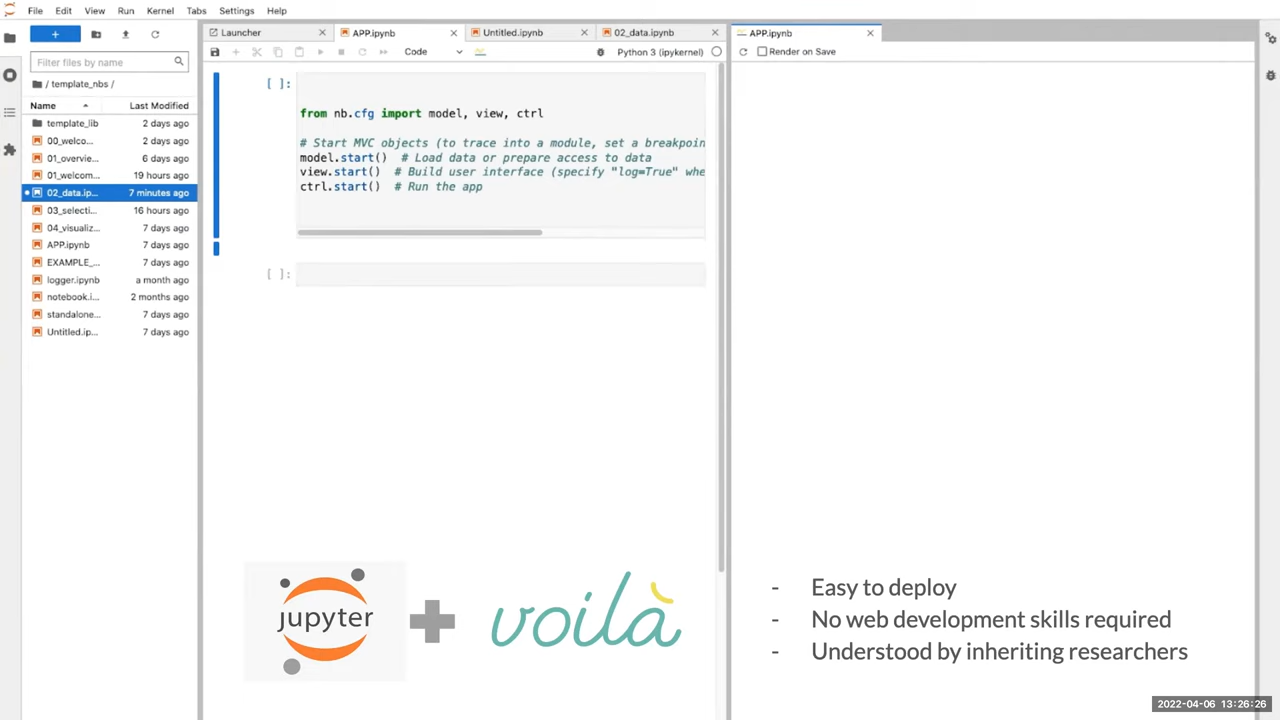 File Edit View Run Kernel Tabs Settings Help
Launcher
APP.ipynb
Untitled.ipynb
02_data.ipynb
APP.ipynb
Code
Python 3 (ipykernel)
Render on Save
Filter files by name
/ template_nbs /
Name Last Modified
template_lib 2 days ago
00_welco... 2 days ago
01_overvie... 6 days ago
01_welcom... 19 hours ago
02_data.ip... 7 minutes ago
03_selecti... 16 hours ago
04_visualiz... 7 days ago
APP.ipynb 7 days ago
EXAMPLE_... 7 days ago
logger.ipynb a month ago
notebook.i... 2 months ago
standalone... 7 days ago
Untitled.ip... 7 days ago
[ ]:
from nb.cfg import model, view, ctrl
# Start MVC objects (to trace into a module, set a breakpoin
model.start() # Load data or prepare access to data
view.start() # Build user interface (specify "log=True" whe
ctrl.start() # Run the app
[ ]:
jupyter
voilà
- Easy to deploy
- No web development skills required
- Understood by inheriting researchers
2022-04-06 13:26:26